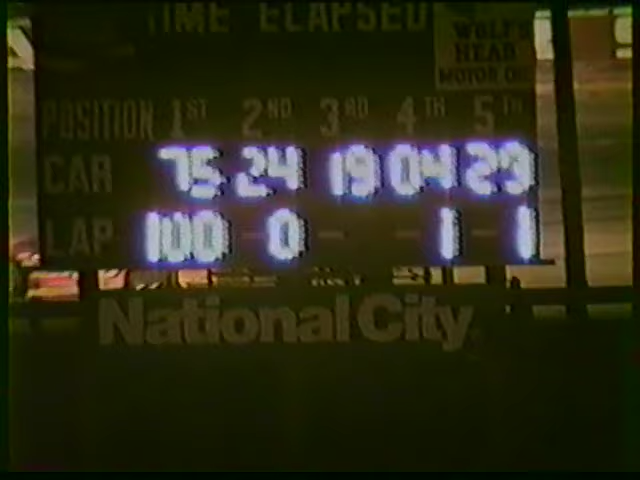 TIME ELAPSED
WOLF'S
HEAD
MOTOR OIL
POSITION 1ST 2ND 3RD 4TH 5TH
CAR 75 24 19 04 29
LAP 100 - 0 - - 1 - 1
National City